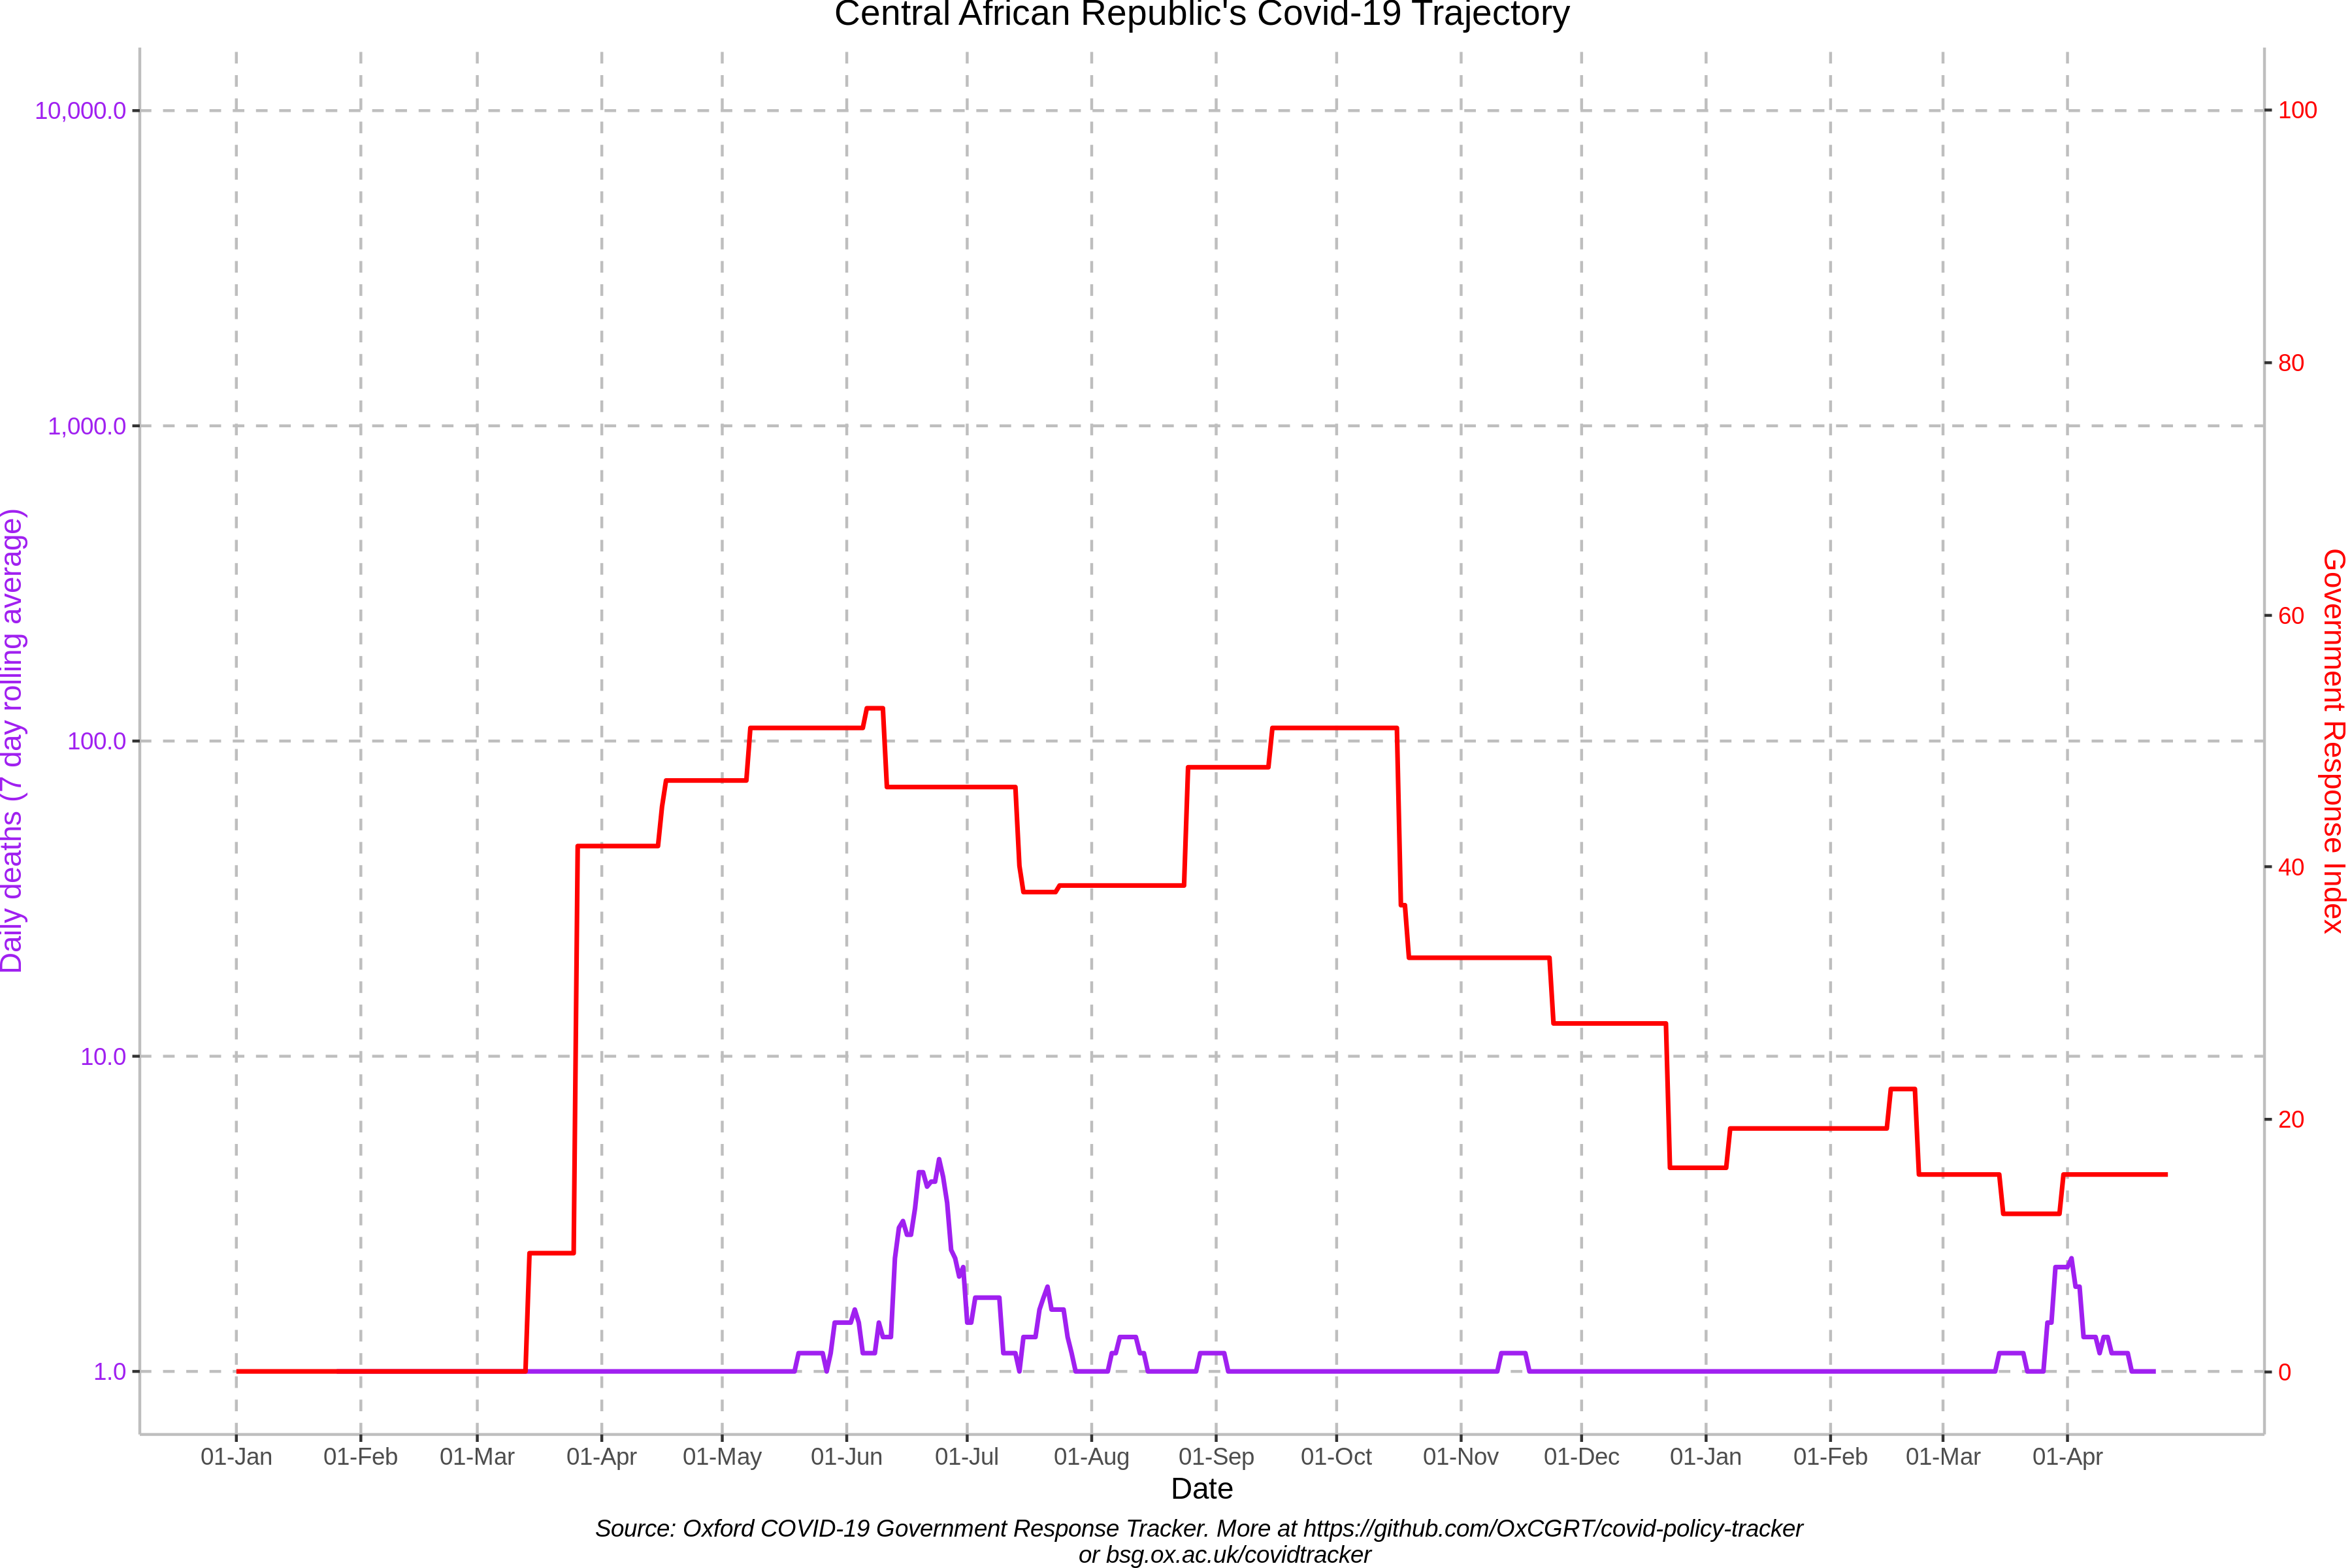 Central African Republic's Covid-19 Trajectory
10,000.0
1,000.0
100.0
10.0
1.0
Daily deaths (7 day rolling average)
100
80
60
40
20
0
Government Response Index
01-Jan 01-Feb 01-Mar 01-Apr 01-May 01-Jun 01-Jul 01-Aug 01-Sep 01-Oct 01-Nov 01-Dec 01-Jan 01-Feb 01-Mar 01-Apr
Date
Source: Oxford COVID-19 Government Response Tracker. More at https://github.com/OxCGRT/covid-policy-tracker
or bsg.ox.ac.uk/covidtracker